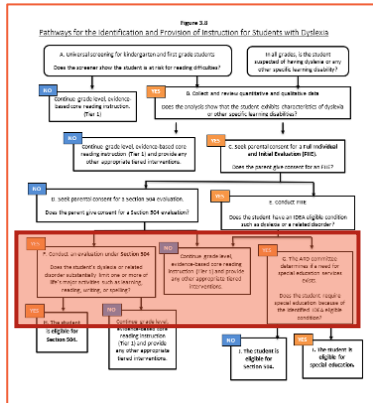 Figure 3.8
Pathways for the Identification and Provision of Instruction for Students with Dyslexia
A. Universal screening for kindergarten and first grade students
Does the screener show the student is at risk for reading difficulties?
In all grades, is the student
suspected of having dyslexia or any
other specific learning disability?
NO
Continue grade level, evidence-
based core reading instruction.
(Tier 1)
YES
B. Collect and review quantitative and qualitative data
Does the analysis show that the student exhibits characteristics of dyslexia
or other specific learning disabilities?
NO
Continue grade level, evidence-based core
reading instruction (Tier 1) and provide any
other appropriate tiered interventions.
YES
C. Seek parental consent for a Full Individual
and Initial Evaluation (FIIE).
Does the parent give consent for an FIIE?
NO
D. Seek parental consent for a Section 504 evaluation.
Does the parent give consent for a Section 504 evaluation?
YES
E. Conduct FIIE.
Does the student have an IDEA eligible condition
such as dyslexia or a related disorder?
YES
F. Conduct an evaluation under Section 504
Does the student's dyslexia or related
disorder substantially limit one or more of
life's major activities such as learning,
reading, writing, or spelling?
NO
Continue grade level,
evidence-based core reading
instruction (Tier 1) and provide
any other appropriate tiered
interventions.
YES
G. The ARD committee
determines if a need for
special education services
exists.
Does the student require
special education because of
the identified IDEA eligible
condition?
YES
H. The student
is eligible for
Section 504.
NO
Continue grade level,
evidence-based core reading
instruction (Tier 1) and provide
any other appropriate
tiered interventions.
NO
I. The student is
eligible for Section
504.
YES
The student is
eligible for
special education.